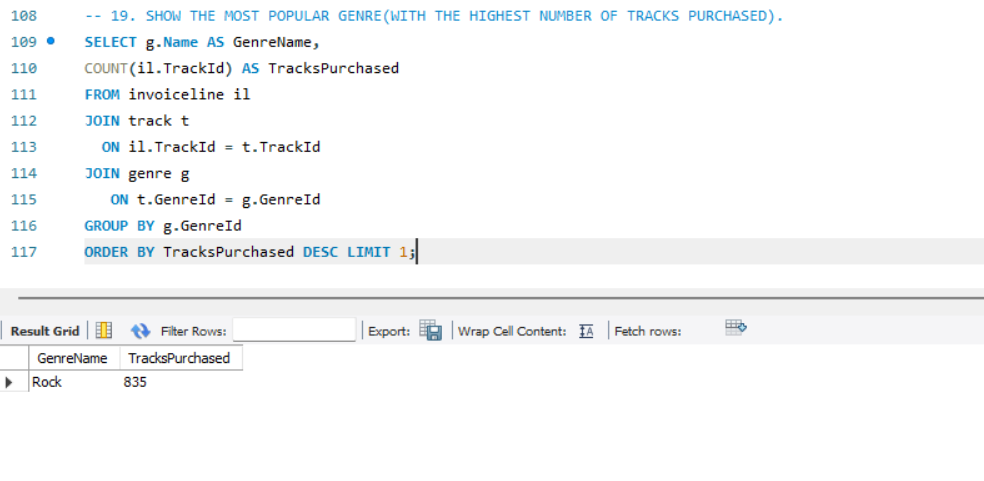 108 -- 19. SHOW THE MOST POPULAR GENRE(WITH THE HIGHEST NUMBER OF TRACKS PURCHASED).
109 SELECT g.Name AS GenreName,
110 COUNT(il.TrackId) AS TracksPurchased
111 FROM invoiceline il
112 JOIN track t
113 ON il.TrackId = t.TrackId
114 JOIN genre g
115 ON t.GenreId = g.GenreId
116 GROUP BY g.GenreId
117 ORDER BY TracksPurchased DESC LIMIT 1;
Result Grid Filter Rows: Export: Wrap Cell Content: IA Fetch rows:
GenreName TracksPurchased
Rock 835